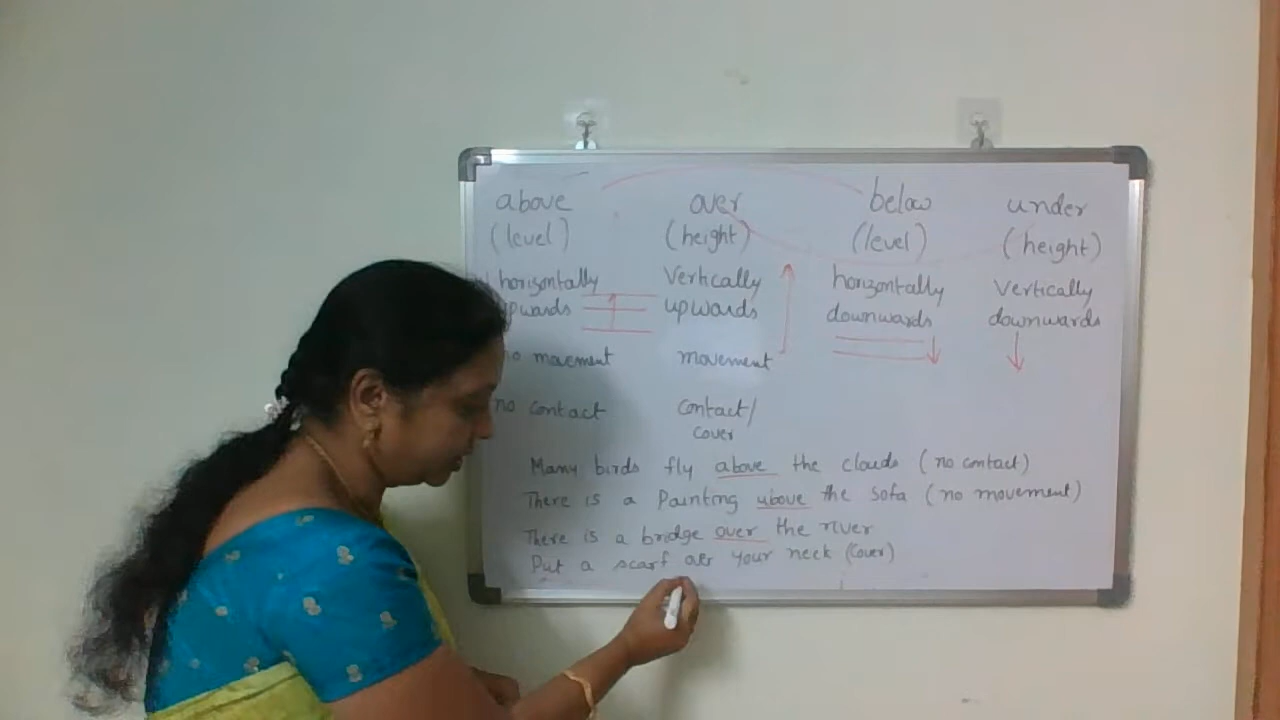 above over below under
(level) (height) (level) (height)
horizontally Vertically horizontally Vertically
upwards upwards downwards downwards
no movement movement
no contact Contact/
Cover
Many birds fly above the clouds (no contact)
There is a Painting above the sofa (no movement)
There is a bridge over the river
Put a scarf over your neck (Cover)